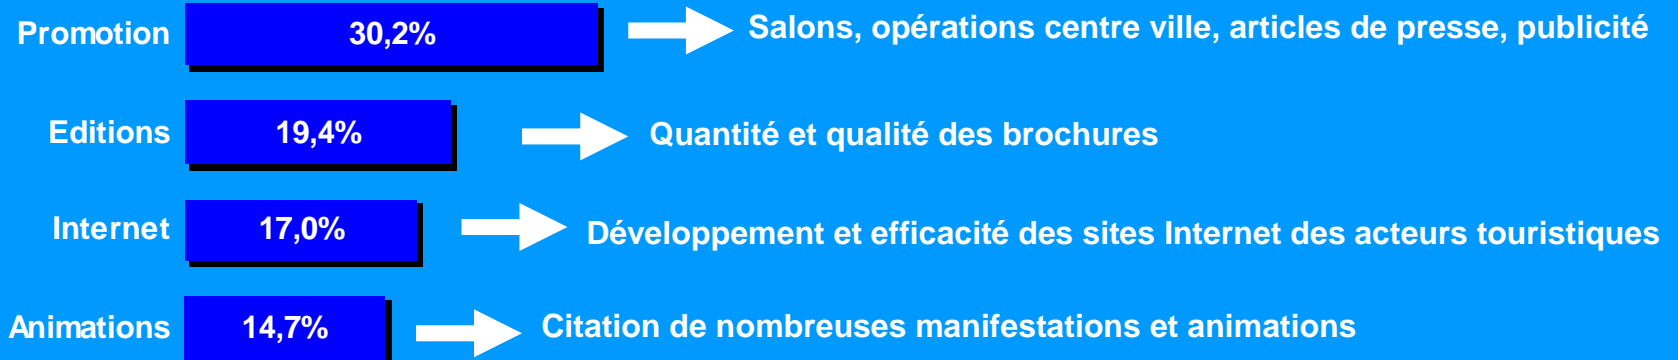 Promotion 30,2% Salons, opérations centre ville, articles de presse, publicité
Editions 19,4% Quantité et qualité des brochures
Internet 17,0% Développement et efficacité des sites Internet des acteurs touristiques
Animations 14,7% Citation de nombreuses manifestations et animations